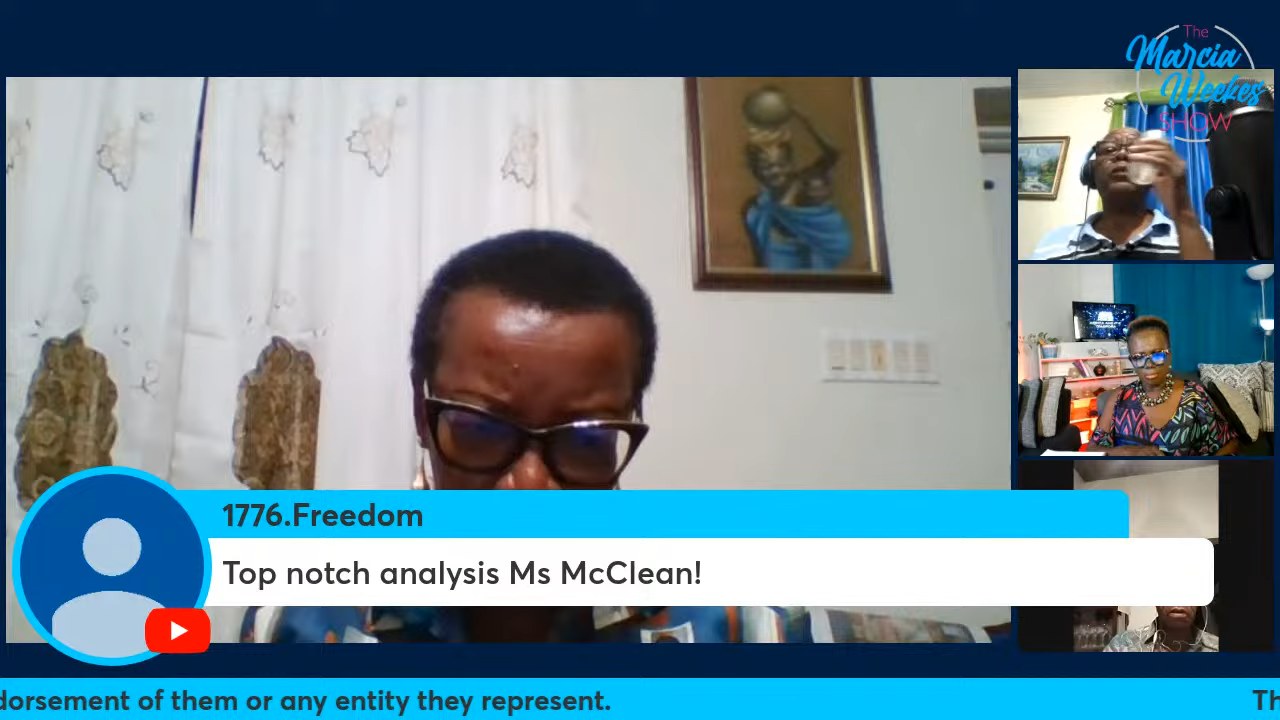 The
Marcia
Weekes
SHOW
1776.Freedom
Top notch analysis Ms McClean!
dorsement of them or any entity they represent.
Th